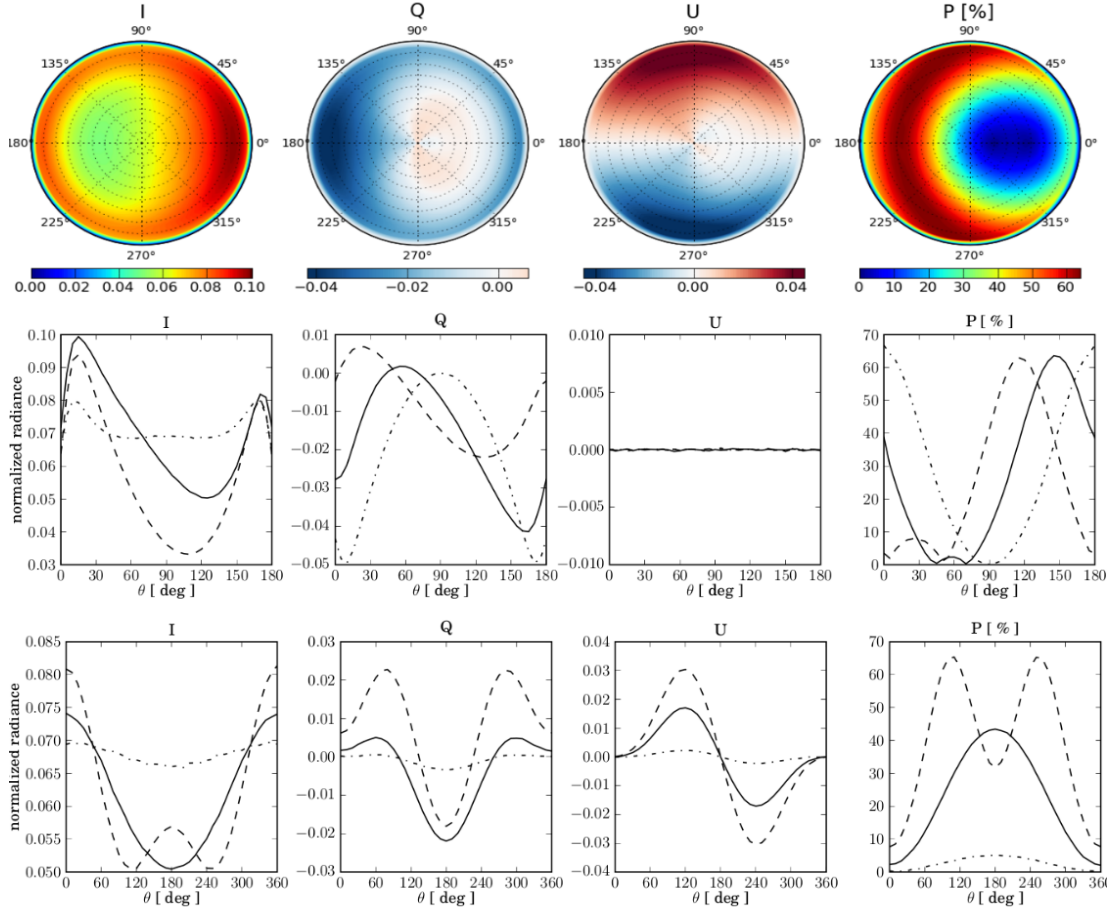 I Q U P [%]
90° 90° 90° 90°
135° 45° 135° 45° 135° 45° 135° 45°
180° 0° 180° 0° 180° 0° 180° 0°
225° 315° 225° 315° 225° 315° 225° 315°
270° 270° 270° 270°
0.00 0.02 0.04 0.06 0.08 0.10 −0.04 −0.02 0.00 −0.04 0.00 0.04 0 10 20 30 40 50 60
I Q U P [ % ]
normalized radiance
0.10 0.01 0.010 70
0.09 0.00 0.005 60
0.08 −0.01 0.000 50
0.07 −0.02 −0.005 40
0.06 −0.03 −0.010 30
0.05 −0.04 20
0.04 −0.05 10
0.03 0
0 30 60 90 120 150 180 0 30 60 90 120 150 180 0 30 60 90 120 150 180 0 30 60 90 120 150 180
θ [ deg ] θ [ deg ] θ [ deg ] θ [ deg ]
I Q U P [ % ]
normalized radiance
0.085 0.03 0.04 70
0.080 0.02 0.03 60
0.075 0.01 0.02 50
0.070 0.00 0.01 40
0.065 −0.01 0.00 30
0.060 −0.02 −0.01 20
0.055 −0.03 −0.02 10
0.050 −0.03 0
−0.04
0 60 120 180 240 300 360 0 60 120 180 240 300 360 0 60 120 180 240 300 360 0 60 120 180 240 300 360
θ [ deg ] θ [ deg ] θ [ deg ] θ [ deg ]